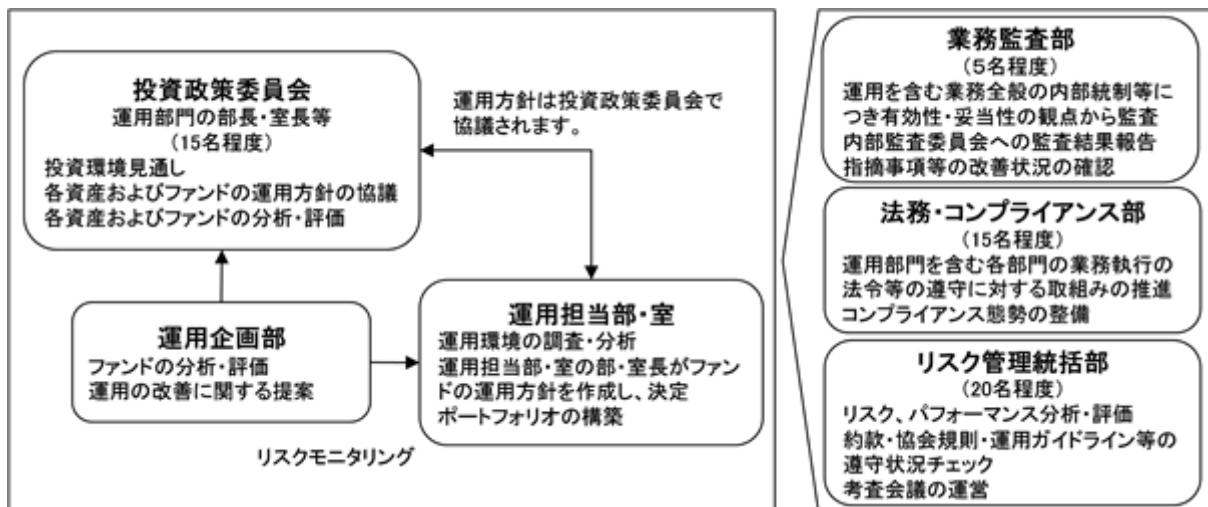 投資政策委員会
運用部門の部長・室長等
(15名程度)
投資環境見通し
各資産およびファンドの運用方針の協議
各資産およびファンドの分析・評価
運用方針は投資政策委員会で
協議されます。
運用企画部
ファンドの分析・評価
運用の改善に関する提案
運用担当部・室
運用環境の調査・分析
運用担当部・室の部・室長がファン
ドの運用方針を作成し、決定
ポートフォリオの構築
リスクモニタリング
業務監査部
(5名程度)
運用を含む業務全般の内部統制等に
つき有効性・妥当性の観点から監査
内部監査委員会への監査結果報告
指摘事項等の改善状況の確認
法務・コンプライアンス部
(15名程度)
運用部門を含む各部門の業務執行の
法令等の遵守に対する取組みの推進
コンプライアンス態勢の整備
リスク管理統括部
(20名程度)
リスク、パフォーマンス分析・評価
約款・協会規則・運用ガイドライン等の
遵守状況チェック
考査会議の運営